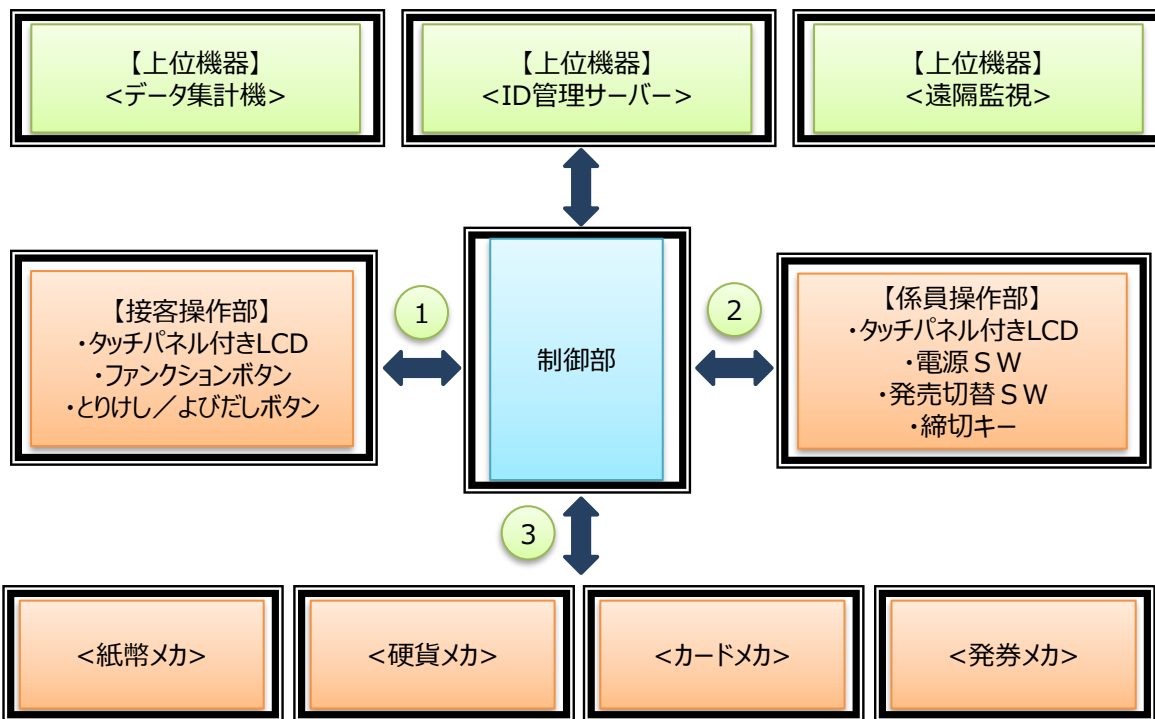 【上位機器】
<データ集計機>
【上位機器】
<ID管理サーバー>
【上位機器】
<遠隔監視>
【接客操作部】
・タッチパネル付きLCD
・ファンクションボタン
・とりけし／よびだしボタン
1
制御部
2
【係員操作部】
・タッチパネル付きLCD
・電源ＳＷ
・発売切替ＳＷ
・締切キー
3
<紙幣メカ>
<硬貨メカ>
<カードメカ>
<発券メカ>